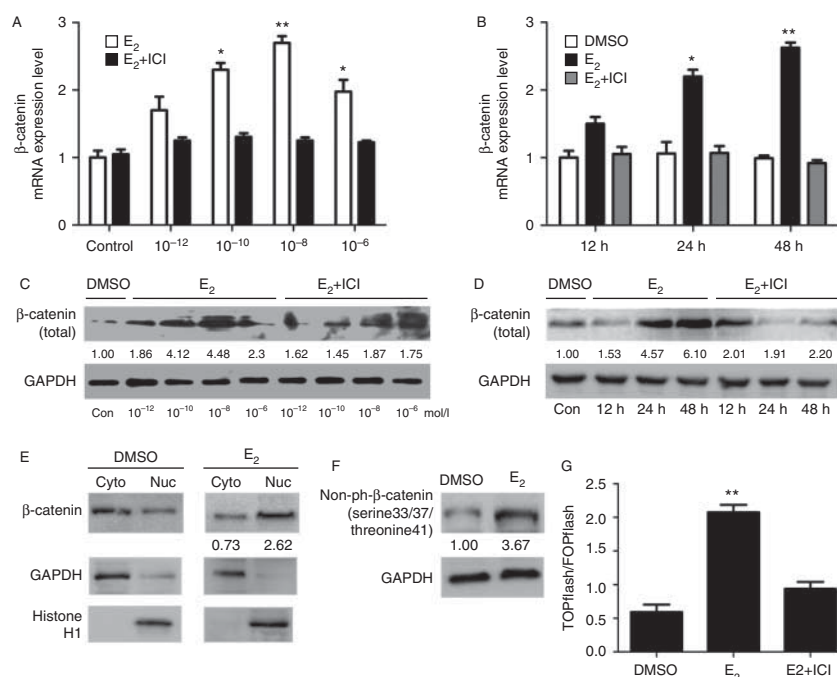 A
3
2
1
0
β-catenin
mRNA expression level
E2
E2+ICI
*
**
*
Control 10−12 10−10 10−8 10−6
B
3
2
1
0
β-catenin
mRNA expression level
DMSO
E2
E2+ICI
*
**
12 h 24 h 48 h
C DMSO E2 E2+ICI
β-catenin
(total)
1.00 1.86 4.12 4.48 2.3 1.62 1.45 1.87 1.75
GAPDH
Con 10−12 10−10 10−8 10−6 10−12 10−10 10−8 10−6 mol/l
D DMSO E2 E2+ICI
β-catenin
(total)
1.00 1.53 4.57 6.10 2.01 1.91 2.20
GAPDH
Con 12 h 24 h 48 h 12 h 24 h 48 h
E DMSO E2
Cyto Nuc Cyto Nuc
β-catenin
0.73 2.62
GAPDH
Histone
H1
F
DMSO E2
Non-ph-β-catenin
(serine33/37/
threonine41)
1.00 3.67
GAPDH
G
2.5
2.0
1.5
1.0
0.5
0.0
TOPflash/FOPflash
**
DMSO E2 E2+ICI